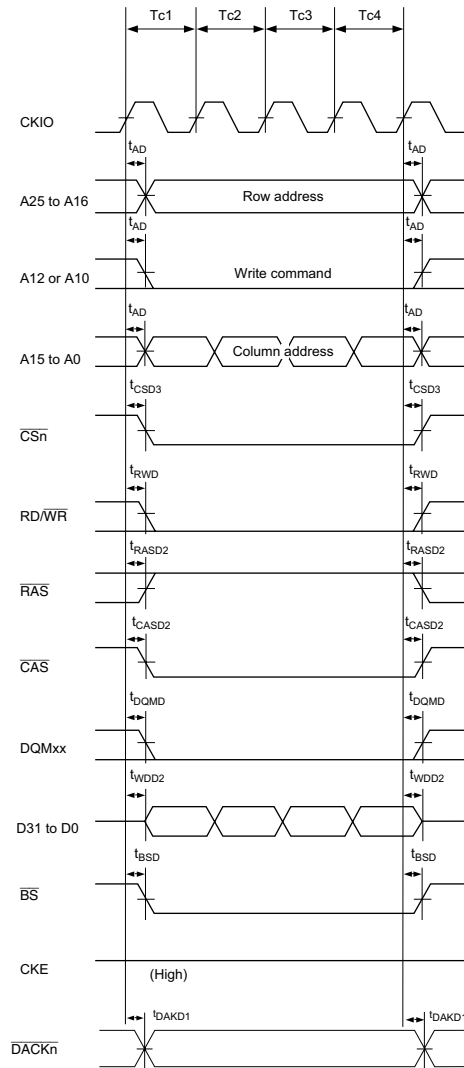 Tc1 Tc2 Tc3 Tc4
CKIO
tAD tAD
A25 to A16 Row address
tAD tAD
A12 or A10 Write command
tAD tAD
A15 to A0 Column address
tCSD3 tCSD3
CSn
tRWD tRWD
RD/WR
tRASD2 tRASD2
RAS
tCASD2 tCASD2
CAS
tDQMD tDQMD
DQMxx
tWDD2 tWDD2
D31 to D0
tBSD tBSD
BS
CKE
(High)
tDAKD1 tDAKD1
DACKn